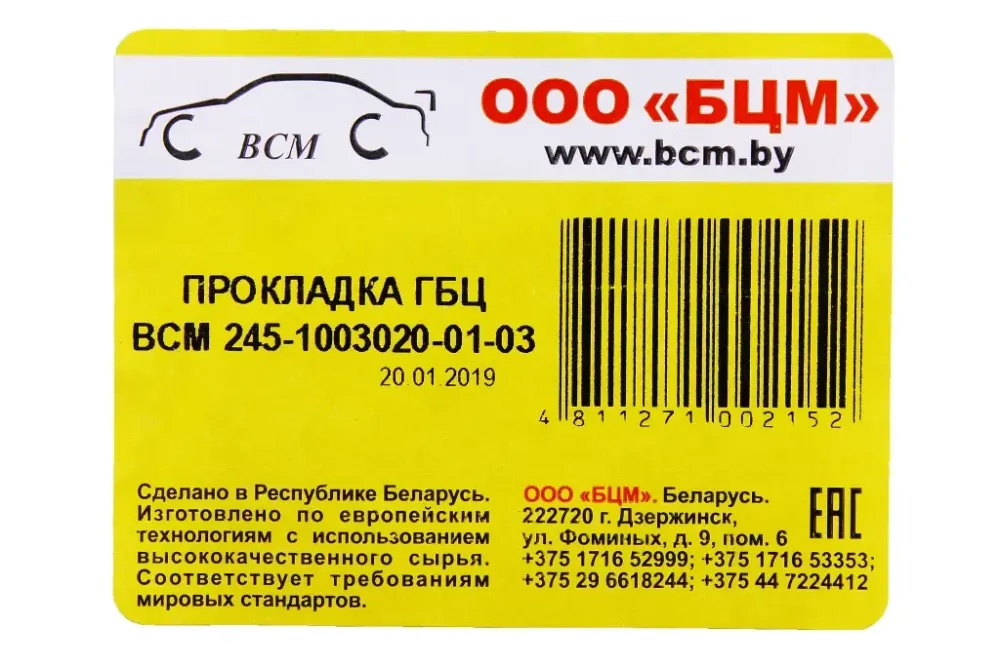 ООО «БЦМ»
BCM
www.bcm.by
ПРОКЛАДКА ГБЦ
BCM 245-1003020-01-03
20.01.2019
4 811271 002152
Сделано в Республике Беларусь.
Изготовлено по европейским
технологиям с использованием
высококачественного сырья.
Соответствует требованиям
мировых стандартов.
ООО «БЦМ». Беларусь.
222720 г. Дзержинск,
ул. Фоминых, д. 9, пом. 6
+375 1716 52999; +375 1716 53353;
+375 29 6618244; +375 44 7224412
EAC